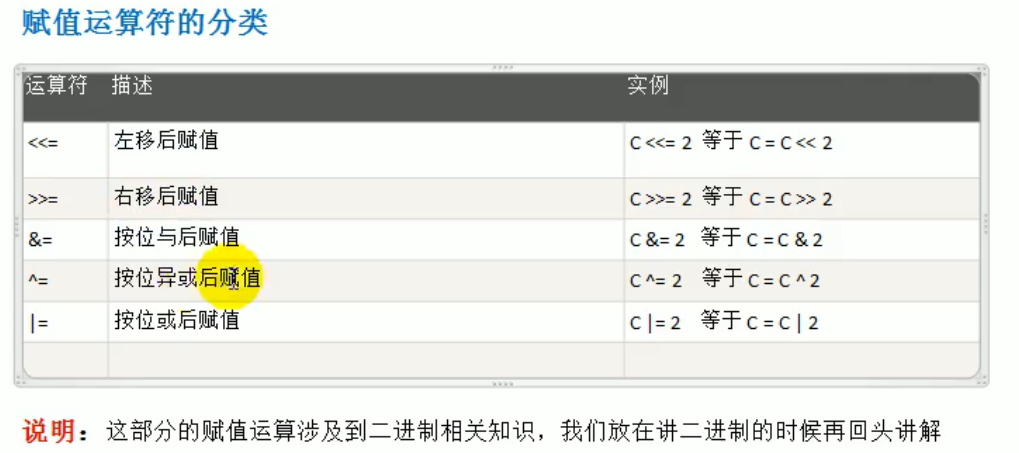 赋值运算符的分类
运算符 描述 实例
<<= 左移后赋值 C <<= 2 等于 C = C << 2
>>= 右移后赋值 C >>= 2 等于 C = C >> 2
&= 按位与后赋值 C &= 2 等于 C = C & 2
^= 按位异或后赋值 C ^= 2 等于 C = C ^ 2
|= 按位或后赋值 C |= 2 等于 C = C | 2
说明：这部分的赋值运算涉及到二进制相关知识，我们放在讲二进制的时候再回头讲解